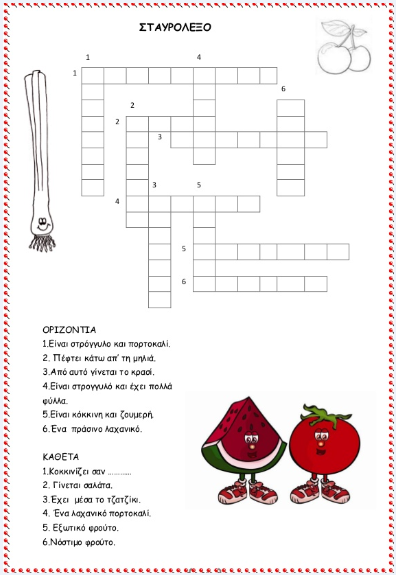 ΣΤΑΥΡΟΛΕΞΟ
1 4
1
6
2
2
3
3 5
4
5
6
ΟΡΙΖΟΝΤΙΑ
1.Είναι στρόγγυλο και πορτοκαλί.
2. Πέφτει κάτω απ' τη μηλιά.
3.Από αυτό γίνεται το κρασί.
4.Είναι στρογγυλό και έχει πολλά
φύλλα.
5.Είναι κόκκινη και ζουμερή.
6.Ένα πράσινο λαχανικό.
ΚΑΘΕΤΑ
1.Κοκκινίζει σαν ...........
2. Γίνεται σαλάτα.
3.Έχει μέσα το τζατζίκι.
4. Ένα λαχανικό πορτοκαλί.
5. Εξωτικό φρούτο.
6.Νόστιμο φρούτο.